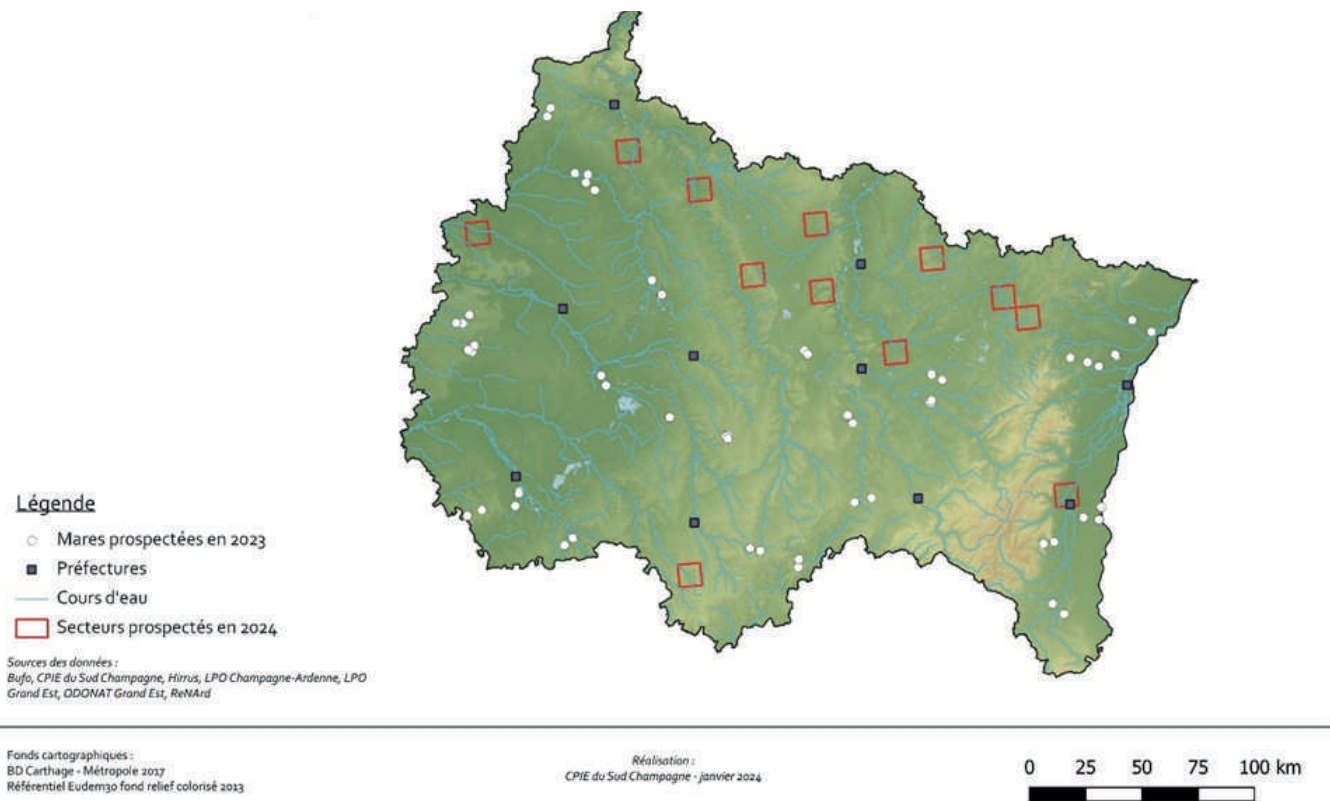 Légende
Mares prospectées en 2023
Préfectures
Cours d'eau
Secteurs prospectés en 2024
Sources des données :
Bufo, CPIE du Sud Champagne, Hirrus, LPO Champagne-Ardenne, LPO
Grand Est, ODONAT Grand Est, ReNArd
Fonds cartographiques :
BD Carthage - Métropole 2017
Référentiel Eudem30 fond relief colorisé 2013
Réalisation :
CPIE du Sud Champagne - janvier 2024
0 25 50 75 100 km